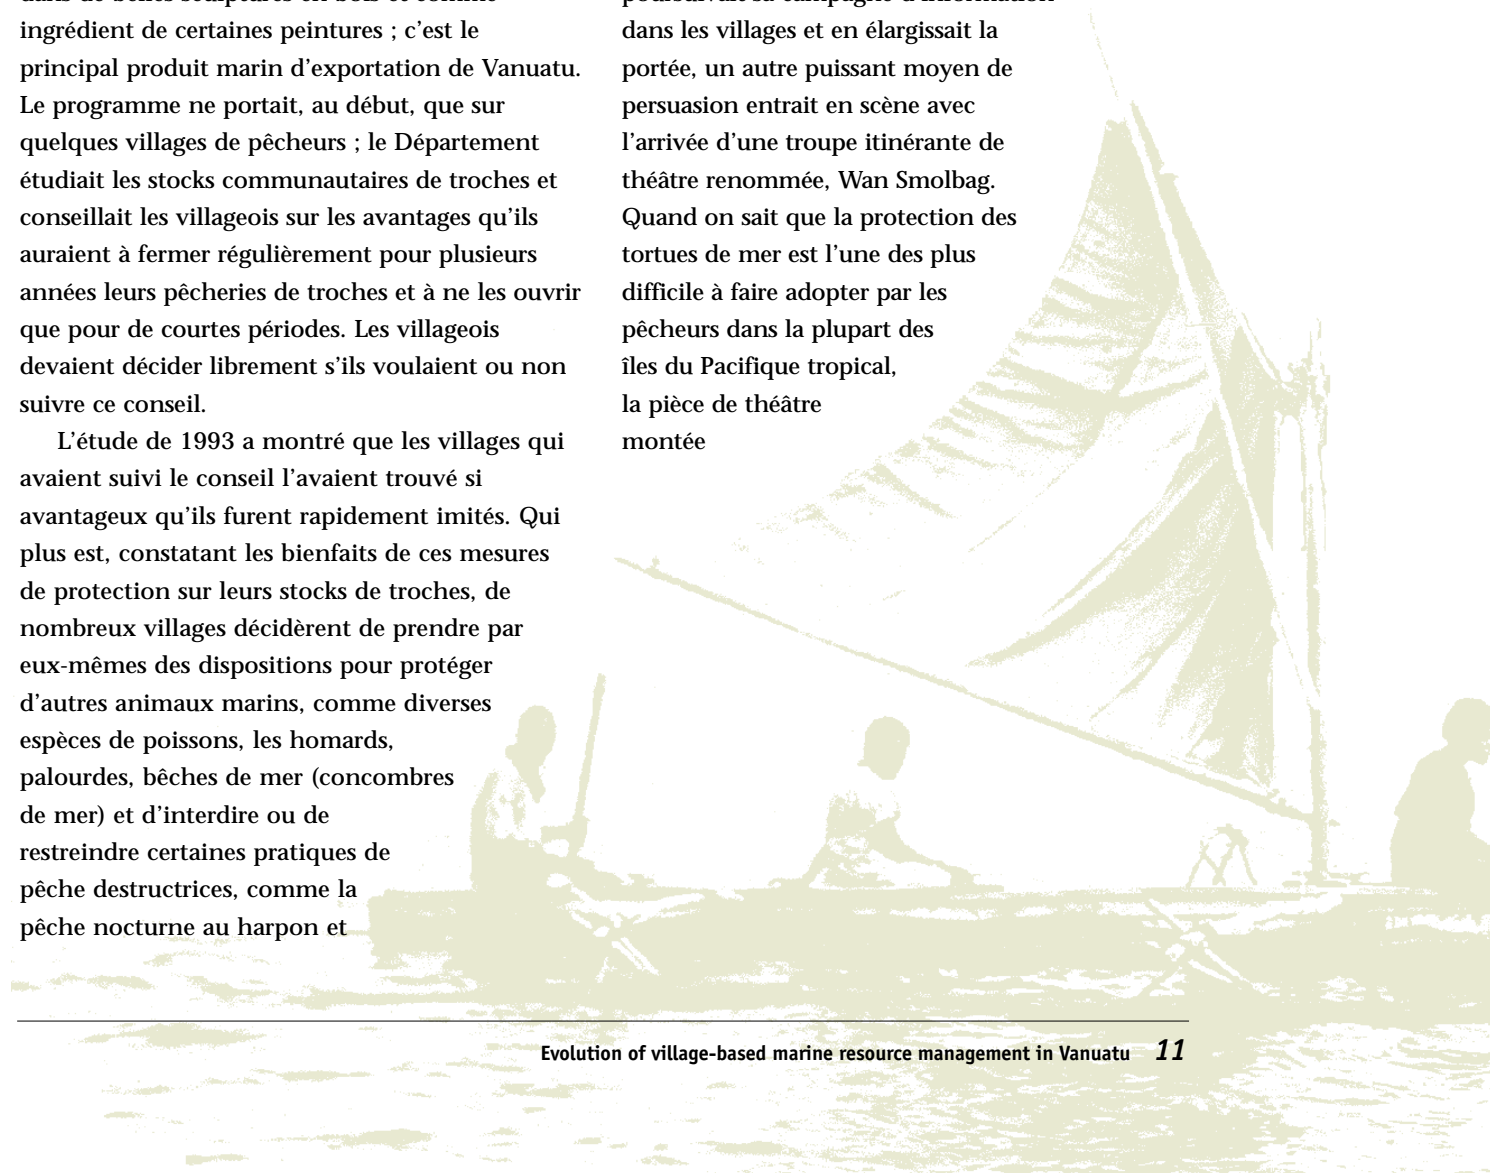 ingrédient de certaines peintures ; c’est le
principal produit marin d’exportation de Vanuatu.
Le programme ne portait, au début, que sur
quelques villages de pêcheurs ; le Département
étudiait les stocks communautaires de troches et
conseillait les villageois sur les avantages qu’ils
auraient à fermer régulièrement pour plusieurs
années leurs pêcheries de troches et à ne les ouvrir
que pour de courtes périodes. Les villageois
devaient décider librement s’ils voulaient ou non
suivre ce conseil.
L’étude de 1993 a montré que les villages qui
avaient suivi le conseil l’avaient trouvé si
avantageux qu’ils furent rapidement imités. Qui
plus est, constatant les bienfaits de ces mesures
de protection sur leurs stocks de troches, de
nombreux villages décidèrent de prendre par
eux-mêmes des dispositions pour protéger
d’autres animaux marins, comme diverses
espèces de poissons, les homards,
palourdes, bêches de mer (concombres
de mer) et d’interdire ou de
restreindre certaines pratiques de
pêche destructrices, comme la
pêche nocturne au harpon et
dans les villages et en élargissait la
portée, un autre puissant moyen de
persuasion entrait en scène avec
l’arrivée d’une troupe itinérante de
théâtre renommée, Wan Smolbag.
Quand on sait que la protection des
tortues de mer est l’une des plus
difficile à faire adopter par les
pêcheurs dans la plupart des
îles du Pacifique tropical,
la pièce de théâtre
montée
Evolution of village-based marine resource management in Vanuatu 11